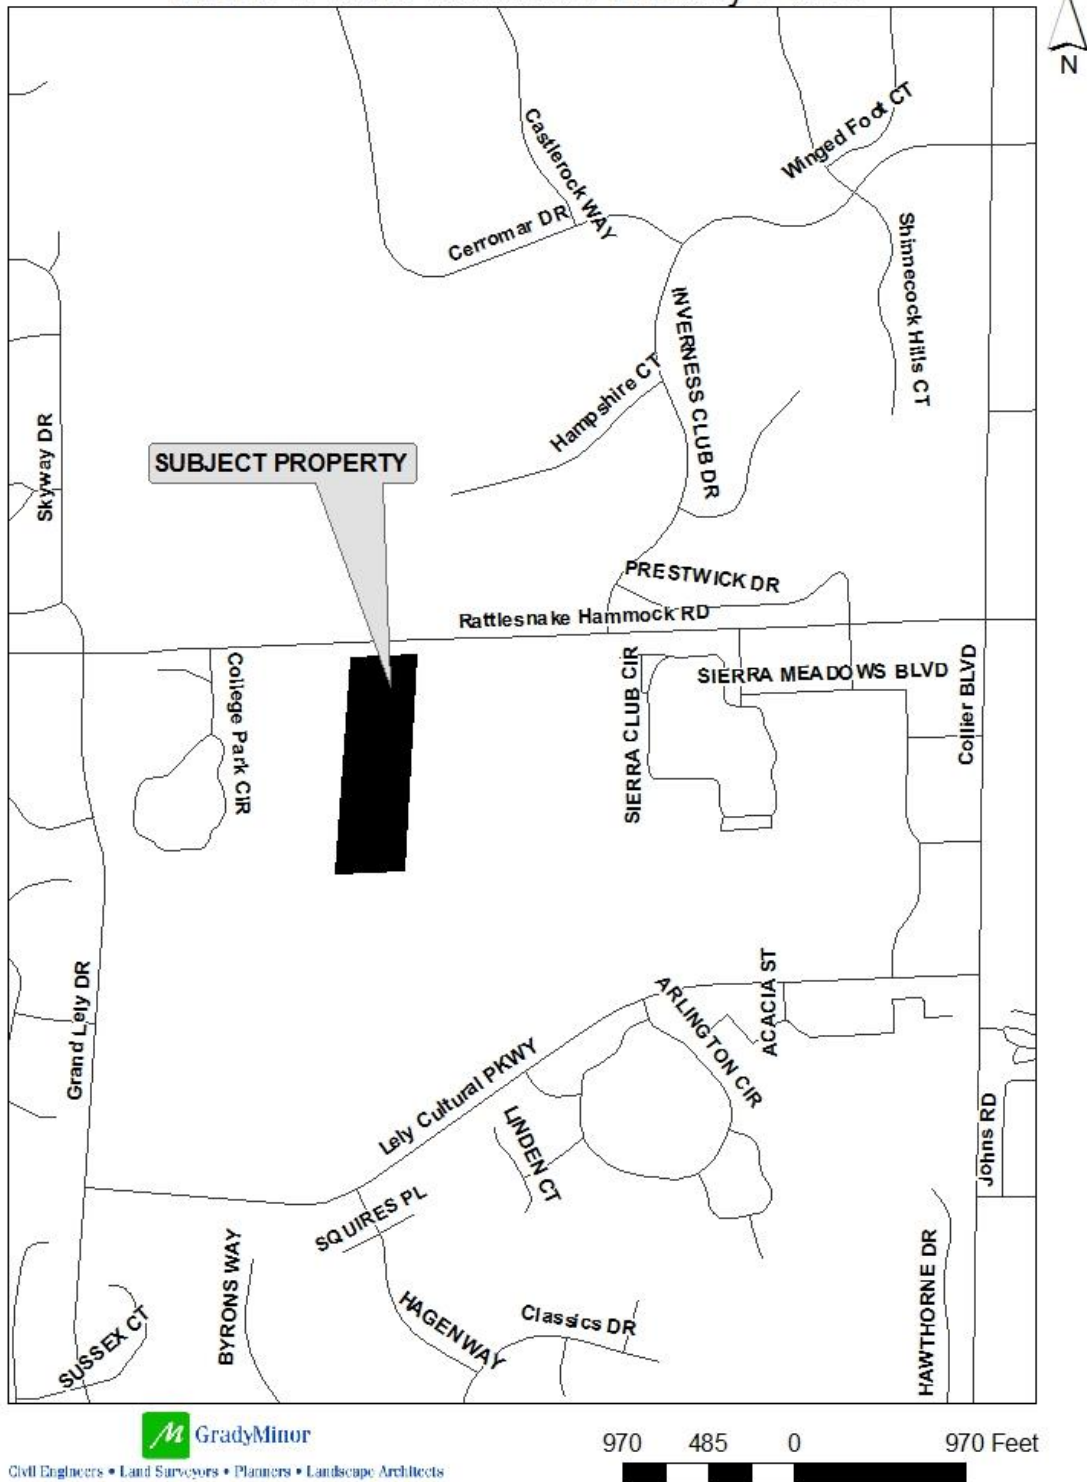 N
Winged Foot CT
Castlerock WAY
Cerromar DR
Shinnecock Hills CT
INVERNESS CLUB DR
Hampshire CT
Skyway DR
SUBJECT PROPERTY
PRESTWICK DR
Rattlesnake Hammock RD
College Park CIR
SIERRA CLUB CIR
SIERRA MEADOWS BLVD
Collier BLVD
Grand Lely DR
ACACIA ST
ARLINGTON CIR
Lely Cultural PKWY
LINDEN CT
Johns RD
SQUIRES PL
BYRONS WAY
HAWTHORNE DR
HAGEN WAY
Classics DR
SUSSEX CT
GradyMinor
Civil Engineers • Land Surveyors • Planners • Landscape Architects
970 485 0 970 Feet